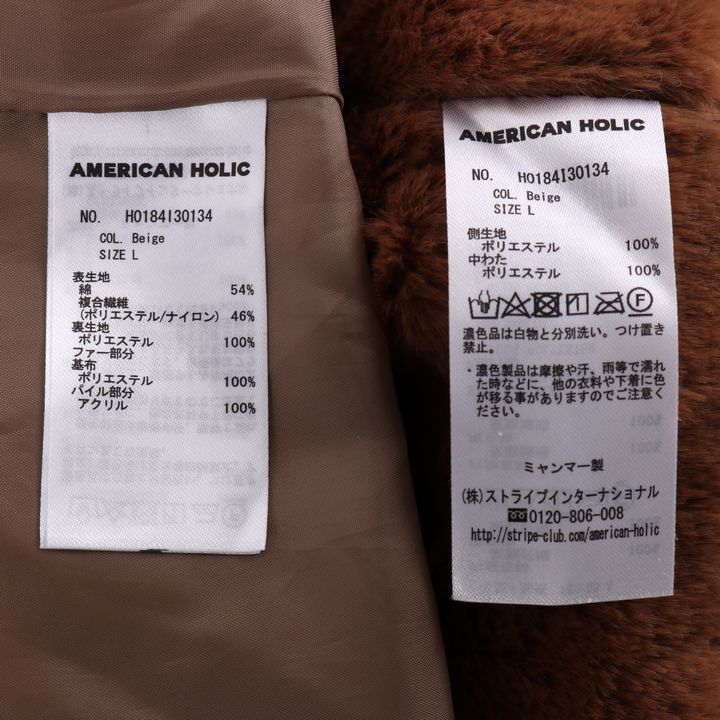 AMERICAN HOLIC
NO. H0184I30134
COL. Beige
SIZE L
表生地
綿 54%
複合繊維
(ポリエステル/ナイロン) 46%
裏生地
ポリエステル 100%
ファー部分
基布
ポリエステル 100%
パイル部分
アクリル 100%
AMERICAN HOLIC
NO. H0184I30134
COL. Beige
SIZE L
側生地
ポリエステル 100%
中わた
ポリエステル 100%
濃色品は白物と分別洗い。つけ置き
禁止。
・濃色製品は摩擦や汗、雨等で濡れ
た時などに、他の衣料や下着に色
が移る事がありますのでご注意く
ださい。
ミャンマー製
(株)ストライプインターナショナル
0120-806-008
http://stripe-club.com/american-holic